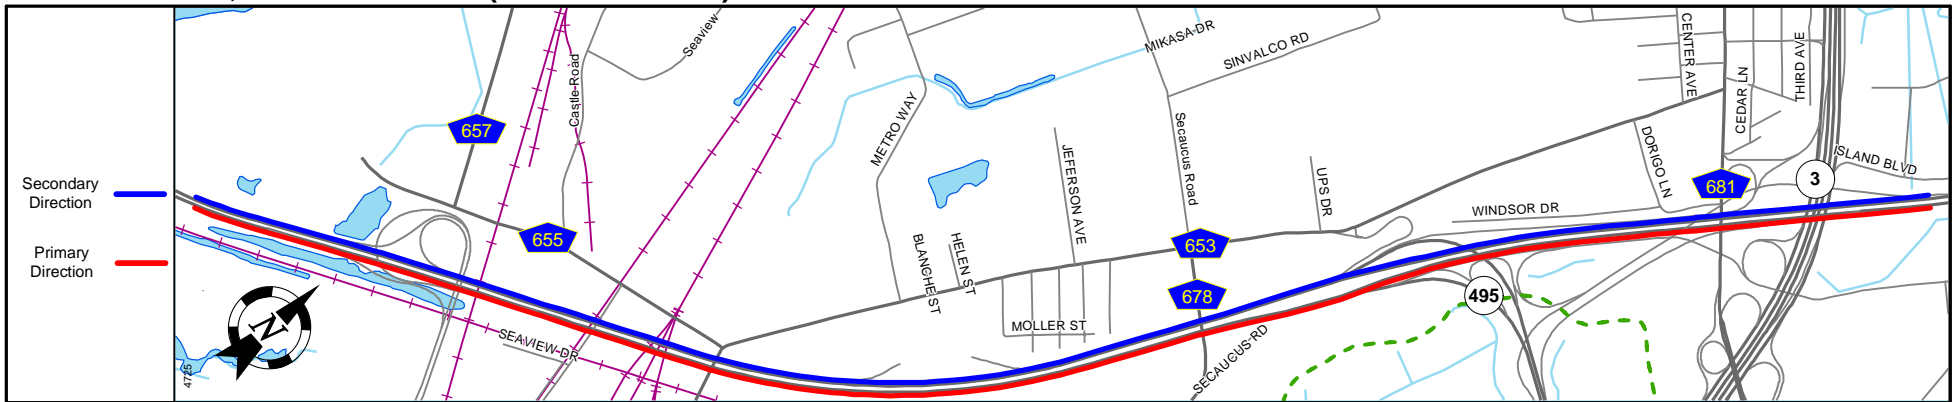 Secondary
Direction
Primary
Direction
657
655
653
678
681
3
495
Castle Road
Seaview
METRO WAY
MIKASA DR
SINVALCO RD
Secaucus Road
JEFFERSON AVE
HELEN ST
BLANCHE ST
MOLLER ST
UPS DR
WINDSOR DR
DORIGO LN
CENTER AVE
CEDAR LN
THIRD AVE
ISLAND BLVD
SECAUCUS RD
SEAVIEW DR
N
4725